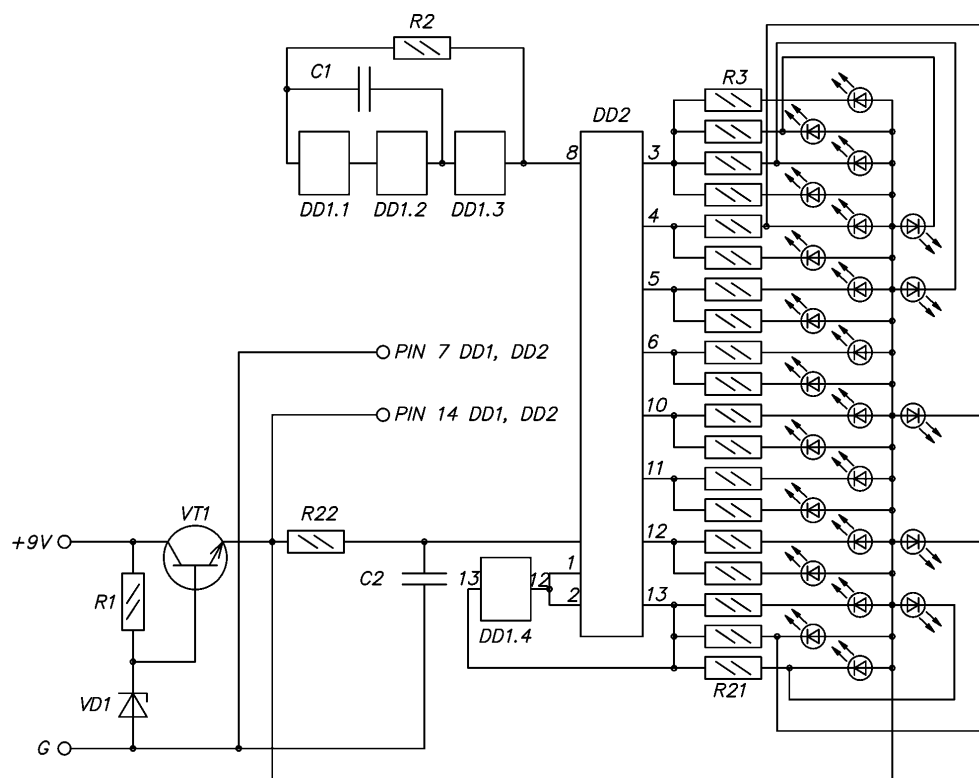 R2
C1
R3
DD2
8
3
DD1.1
DD1.2
DD1.3
4
5
PIN 7 DD1, DD2
6
PIN 14 DD1, DD2
10
11
VT1
R22
+9V
12
C2
1
13
12
R1
2
13
DD1.4
VD1
R21
G